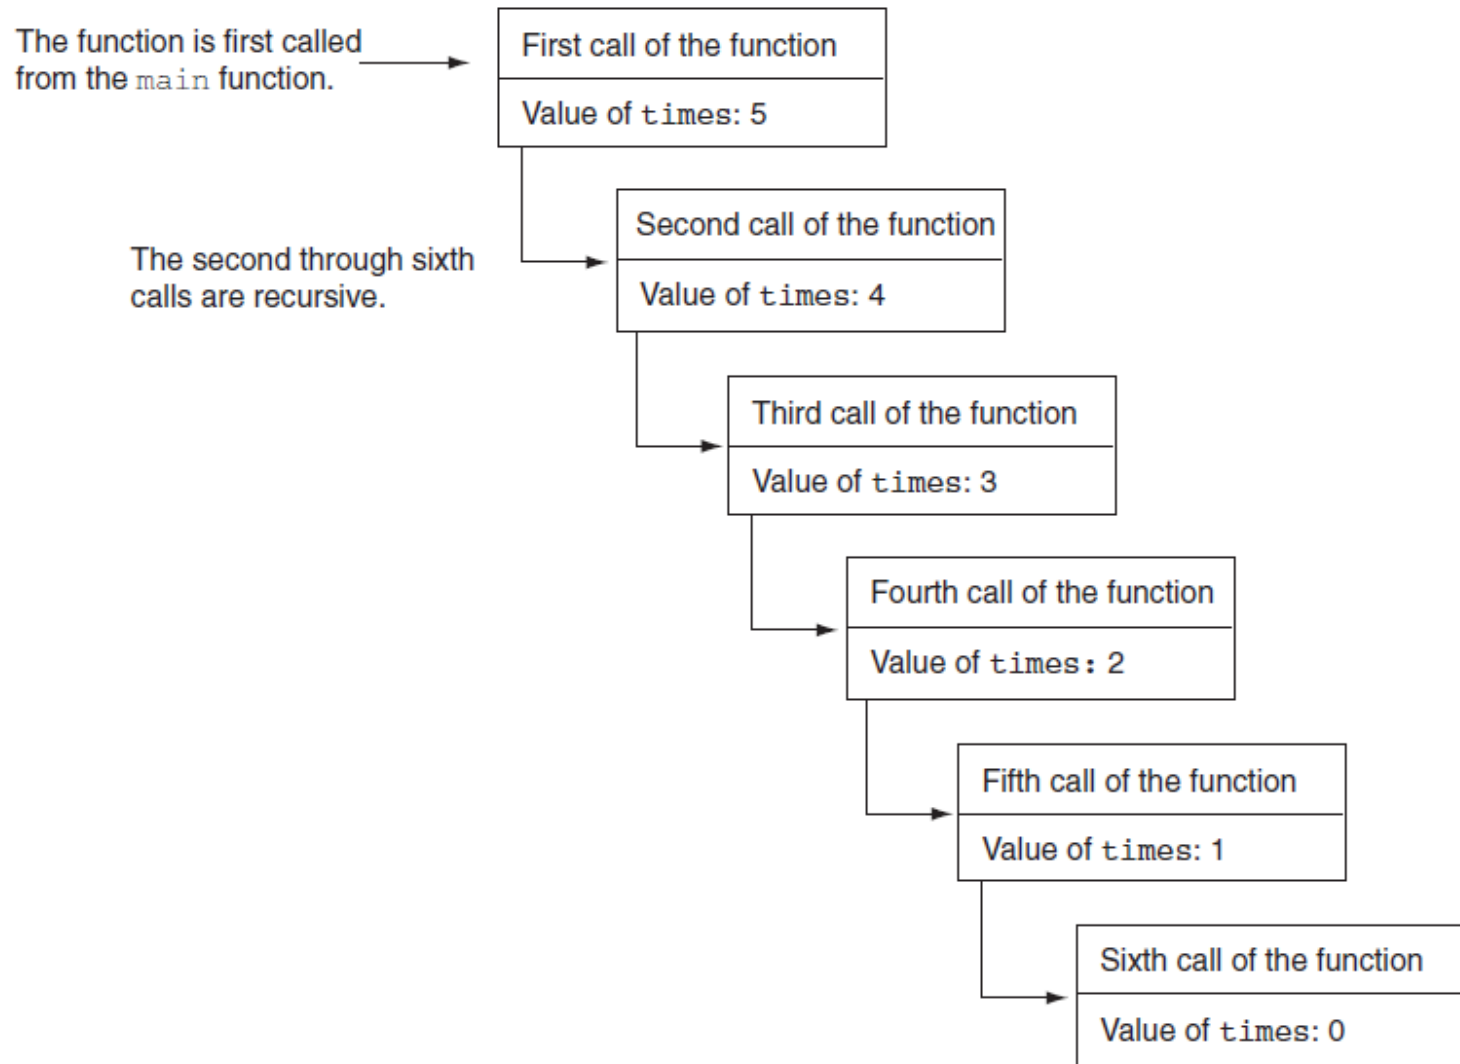 The function is first called
from the main function.
First call of the function
Value of times: 5
Second call of the function
Value of times: 4
The second through sixth
calls are recursive.
Third call of the function
Value of times: 3
Fourth call of the function
Value of times: 2
Fifth call of the function
Value of times: 1
Sixth call of the function
Value of times: 0